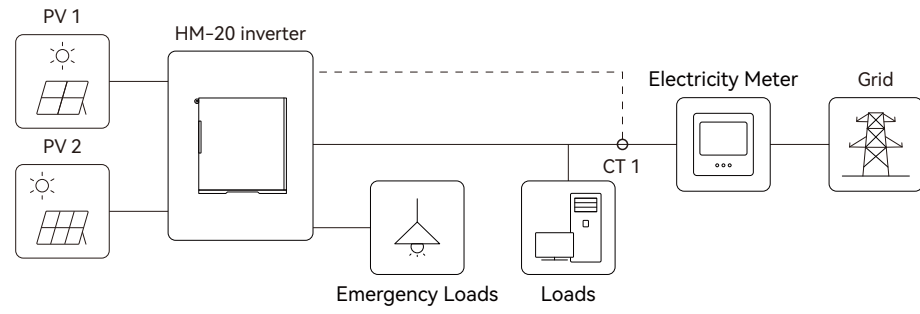 PV 1
HM-20 inverter
Electricity Meter
Grid
PV 2
CT 1
Emergency Loads
Loads